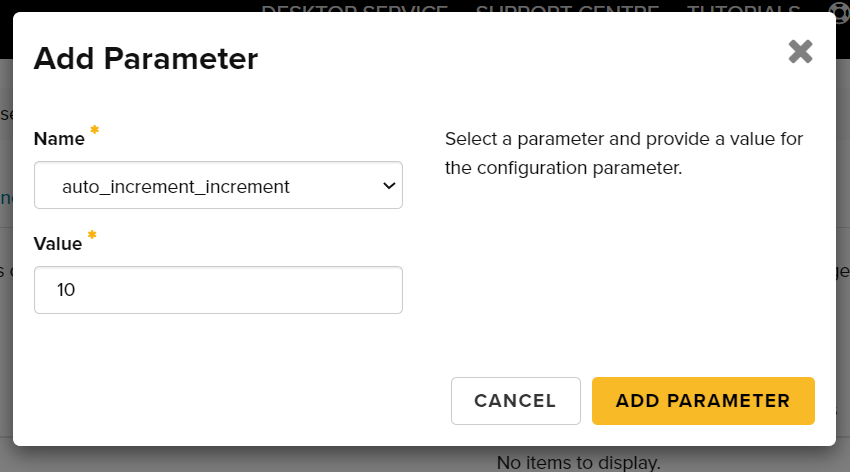 DESKTOP SERVICE SUPPORT CENTRE TUTORIALS
Add Parameter
Name *
Select a parameter and provide a value for
the configuration parameter.
auto_increment_increment
Value *
10
CANCEL
ADD PARAMETER
No items to display.